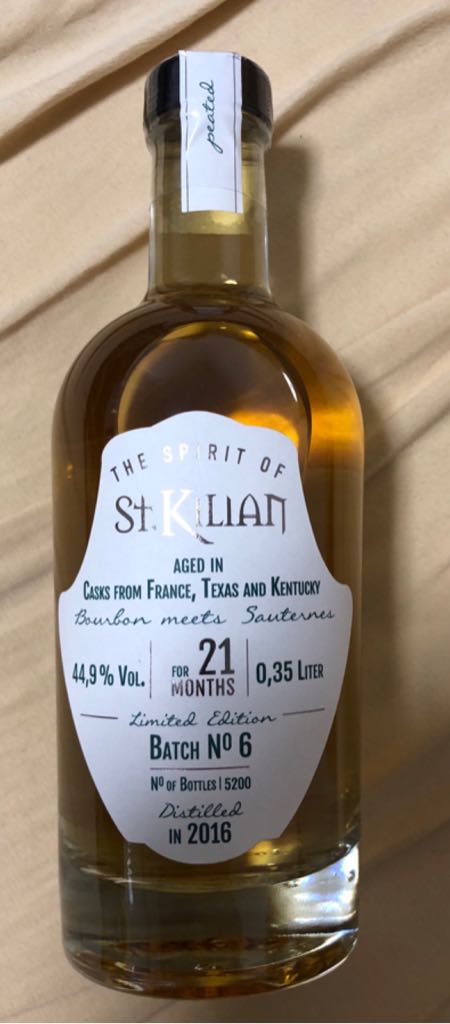 peated
THE SPIRIT OF
St. Kilian
AGED IN
CASKS FROM FRANCE, TEXAS AND KENTUCKY
Bourbon meets Sauternes
44,9 % VOL. FOR 21 MONTHS 0,35 LITER
Limited Edition
BATCH Nº 6
Nº OF BOTTLES | 5200
Distilled
IN 2016